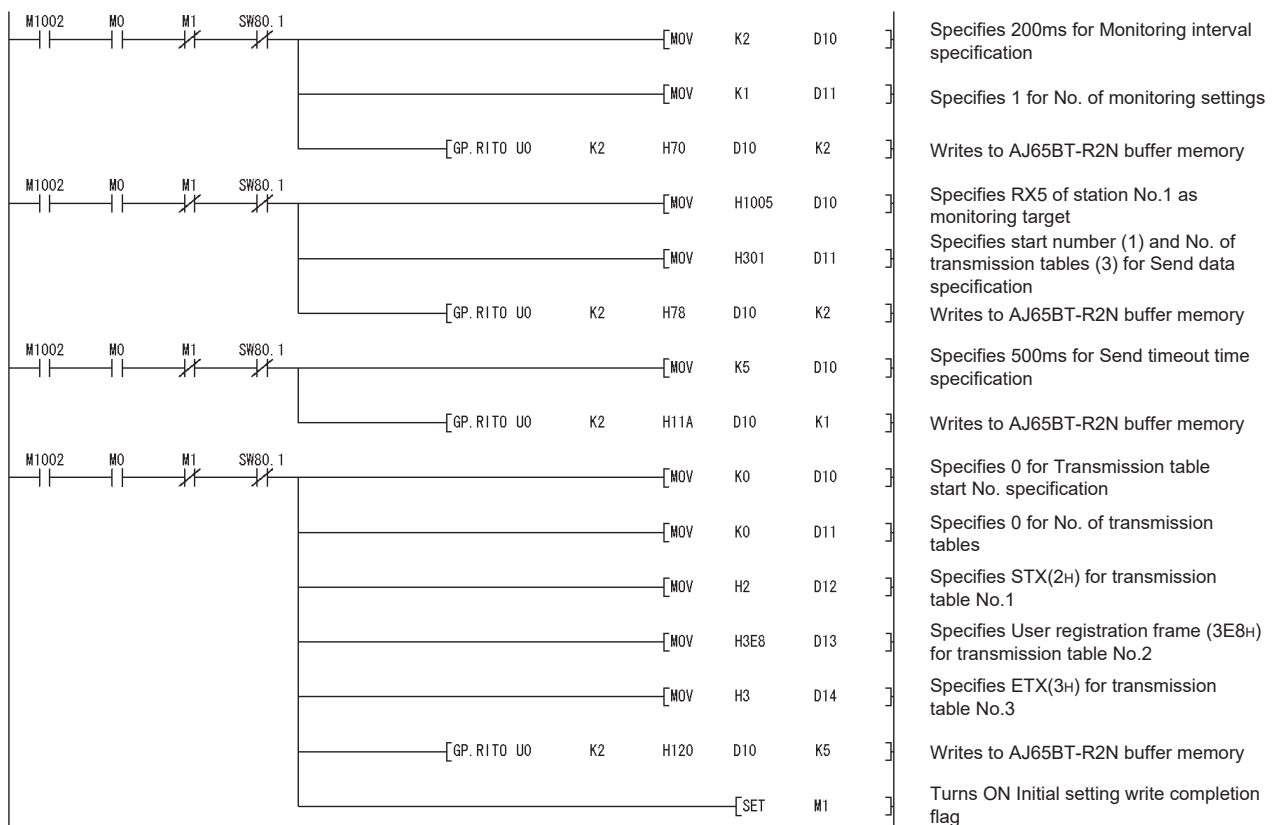 M1002 M0 M1 SW80.1
MOV K2 D10
Specifies 200ms for Monitoring interval
specification
MOV K1 D11
Specifies 1 for No. of monitoring settings
GP.RITO U0 K2 H70 D10 K2
Writes to AJ65BT-R2N buffer memory
M1002 M0 M1 SW80.1
MOV H1005 D10
Specifies RX5 of station No.1 as
monitoring target
MOV H301 D11
Specifies start number (1) and No. of
transmission tables (3) for Send data
specification
GP.RITO U0 K2 H78 D10 K2
Writes to AJ65BT-R2N buffer memory
M1002 M0 M1 SW80.1
MOV K5 D10
Specifies 500ms for Send timeout time
specification
GP.RITO U0 K2 H11A D10 K1
Writes to AJ65BT-R2N buffer memory
M1002 M0 M1 SW80.1
MOV K0 D10
Specifies 0 for Transmission table
start No. specification
MOV K0 D11
Specifies 0 for No. of transmission
tables
MOV H2 D12
Specifies STX(2H) for transmission
table No.1
MOV H3E8 D13
Specifies User registration frame (3E8H)
for transmission table No.2
MOV H3 D14
Specifies ETX(3H) for transmission
table No.3
GP.RITO U0 K2 H120 D10 K5
Writes to AJ65BT-R2N buffer memory
SET M1
Turns ON Initial setting write completion
flag